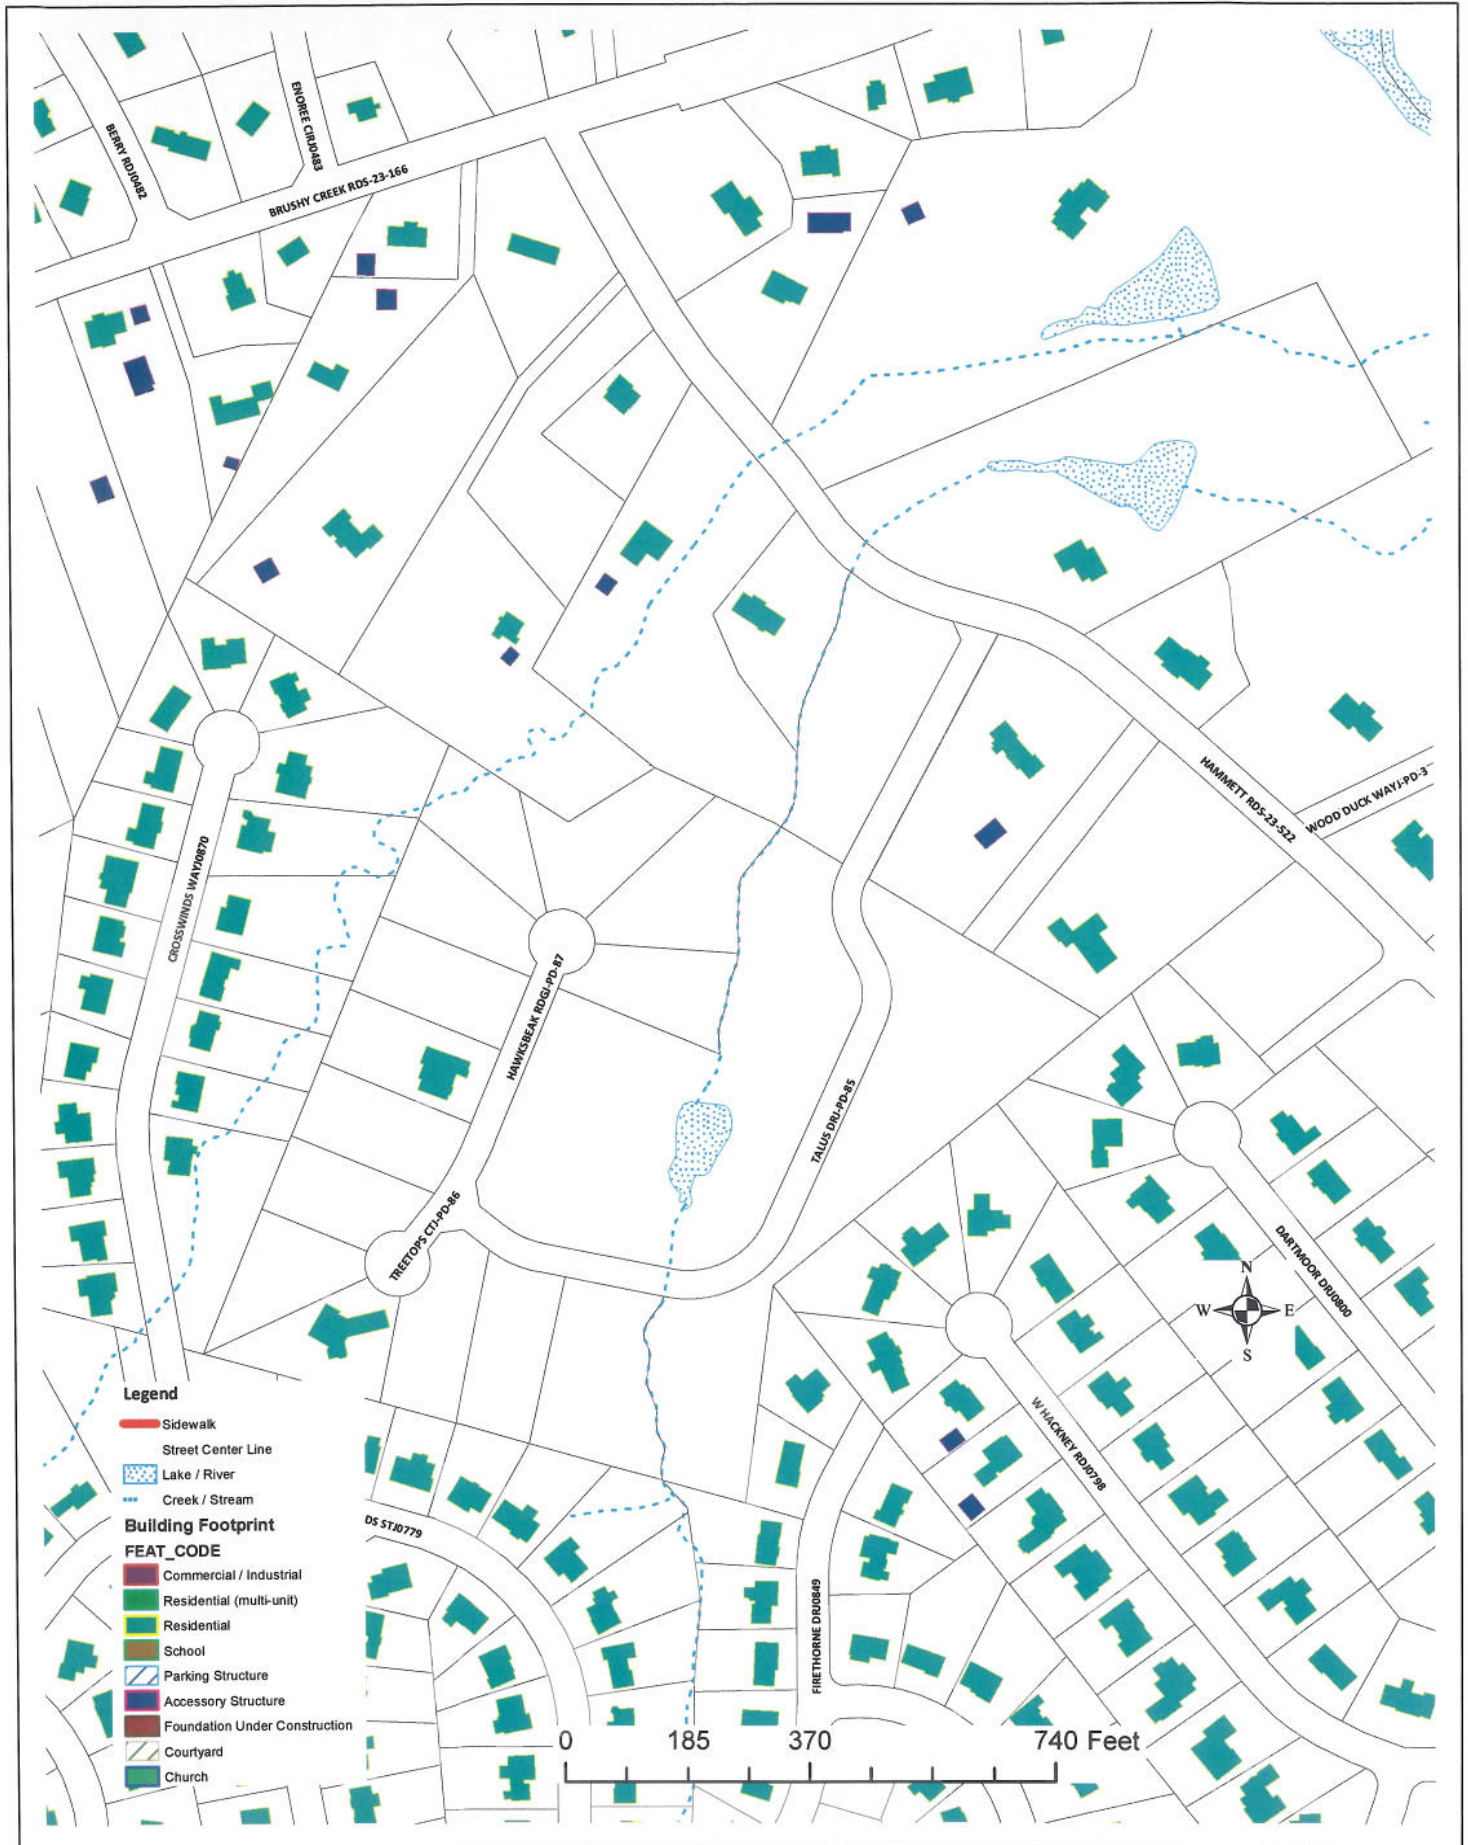 BERRY RDJ0482
ENOREE CIRJ0483
BRUSHY CREEK RDS-23-166
HAMMETT RDS-23-522
WOOD DUCK WAYJ-PD-3
CROSSWINDS WAYJ0870
HAWKSBEAK RDGJ-PD-87
TALUS DRJ-PD-85
TREETOPS CTJ-PD-86
DARTMOOR DRJ0800
N
W E
S
W HACKNEY RDJ0798
DS STJ0779
FIRETHORNE DRJ0849
Legend
Sidewalk
Street Center Line
Lake / River
Creek / Stream
Building Footprint
FEAT_CODE
Commercial / Industrial
Residential (multi-unit)
Residential
School
Parking Structure
Accessory Structure
Foundation Under Construction
Courtyard
Church
0 185 370 740 Feet